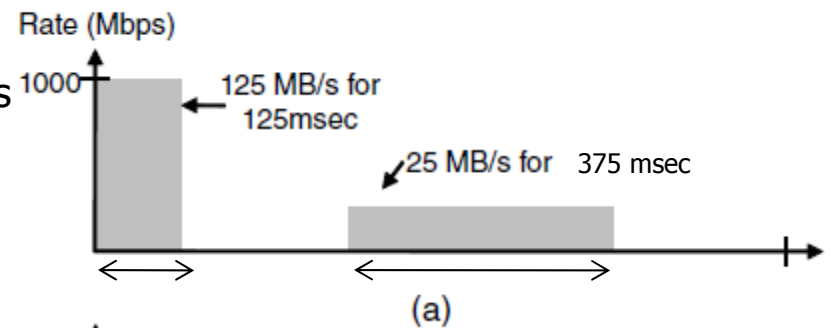 Rate (Mbps)
s
1000
125 MB/s for
125msec
25 MB/s for 375 msec
(a)